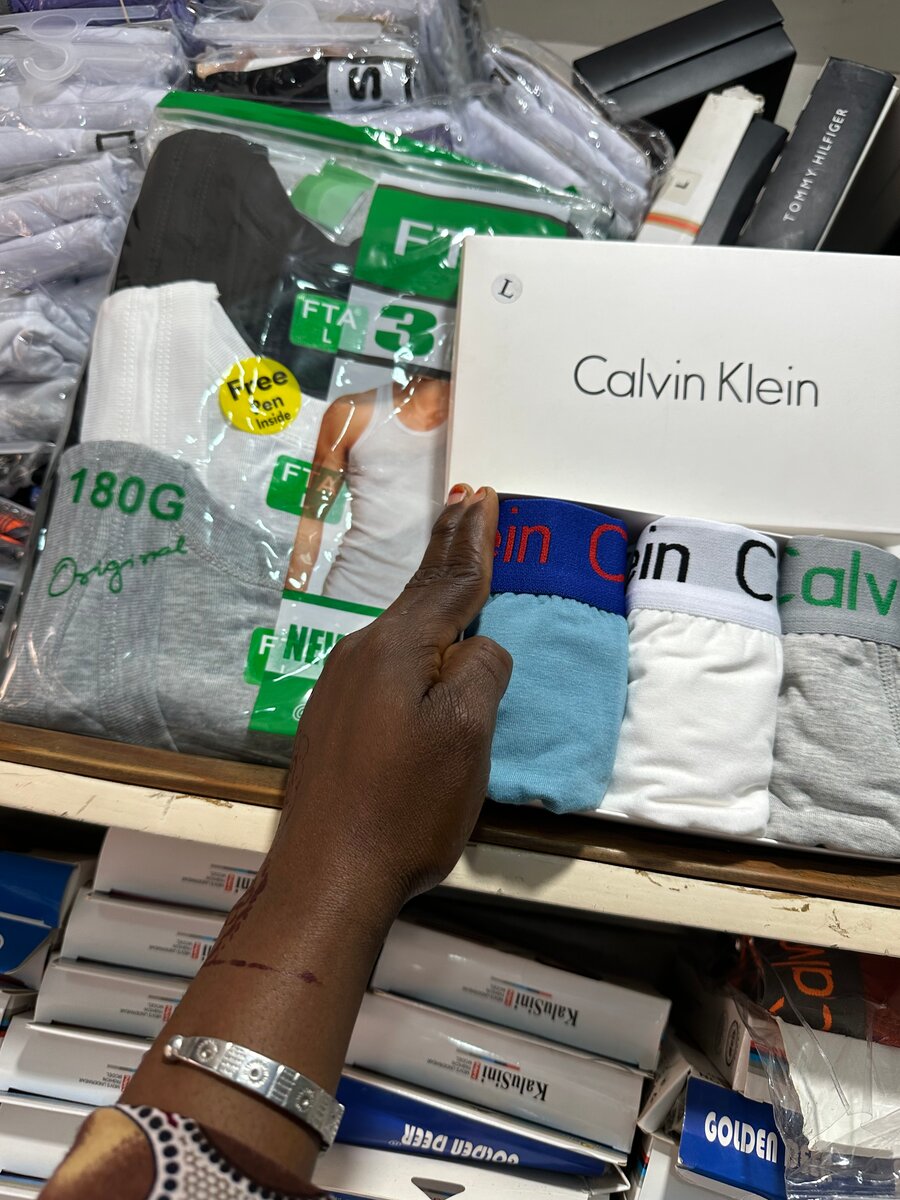 S
TOMMY HILFIGER
L
FT
L
Calvin Klein
FTA®
L
3
Free
Pen
Inside
FTA
180G
Original
ein C
ein C
Calv
F
NEW
KaluSini
KaluSini
GOLDEN DEER
GOLDEN